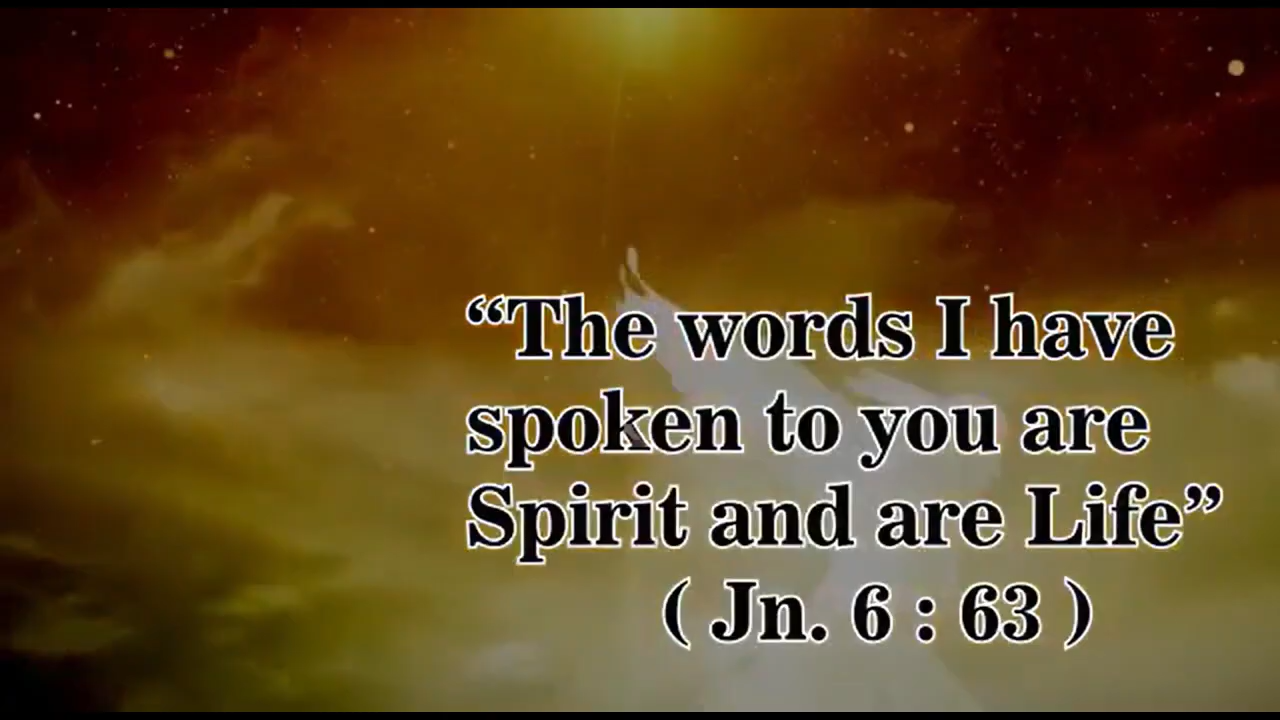 “The words I have
spoken to you are
Spirit and are Life”
( Jn. 6 : 63 )